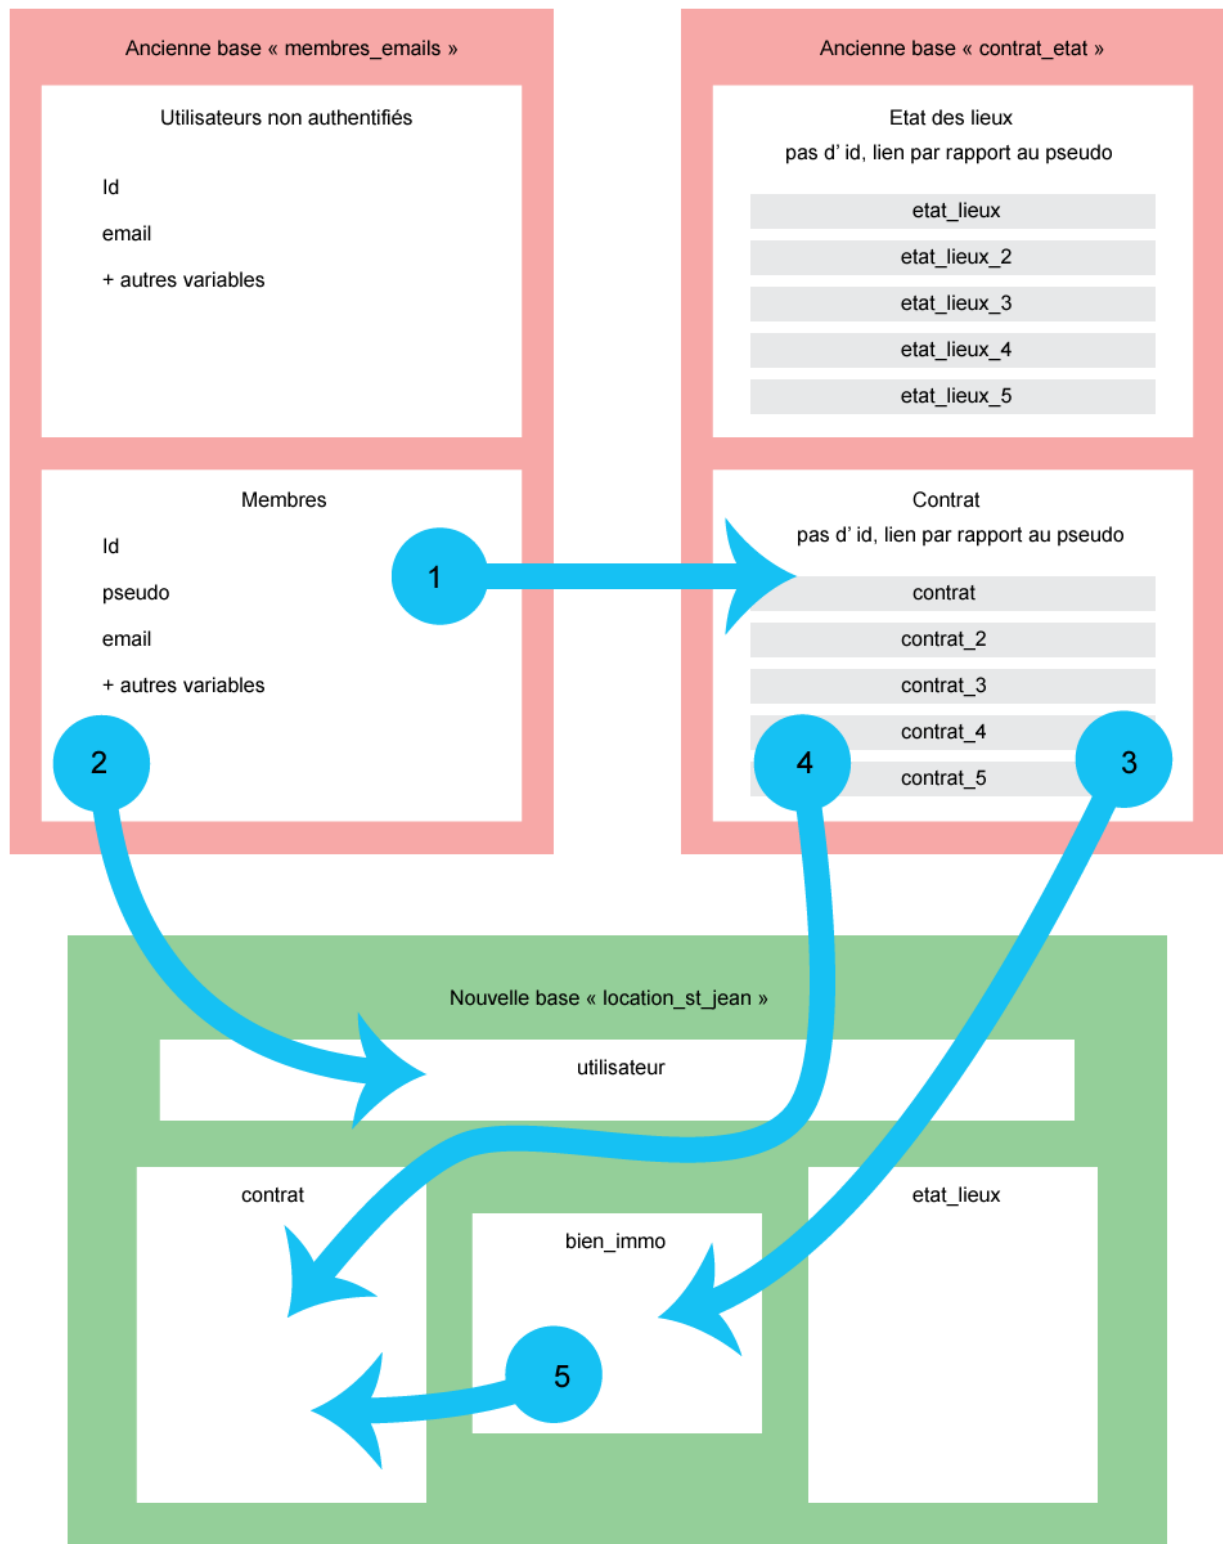 Ancienne base « membres_emails »
Utilisateurs non authentifiés
Id
email
+ autres variables
Membres
Id
pseudo
email
+ autres variables
1
2
Ancienne base « contrat_etat »
Etat des lieux
pas d' id, lien par rapport au pseudo
etat_lieux
etat_lieux_2
etat_lieux_3
etat_lieux_4
etat_lieux_5
Contrat
pas d' id, lien par rapport au pseudo
contrat
contrat_2
contrat_3
contrat_4
contrat_5
4
3
Nouvelle base « location_st_jean »
utilisateur
contrat
bien_immo
5
etat_lieux